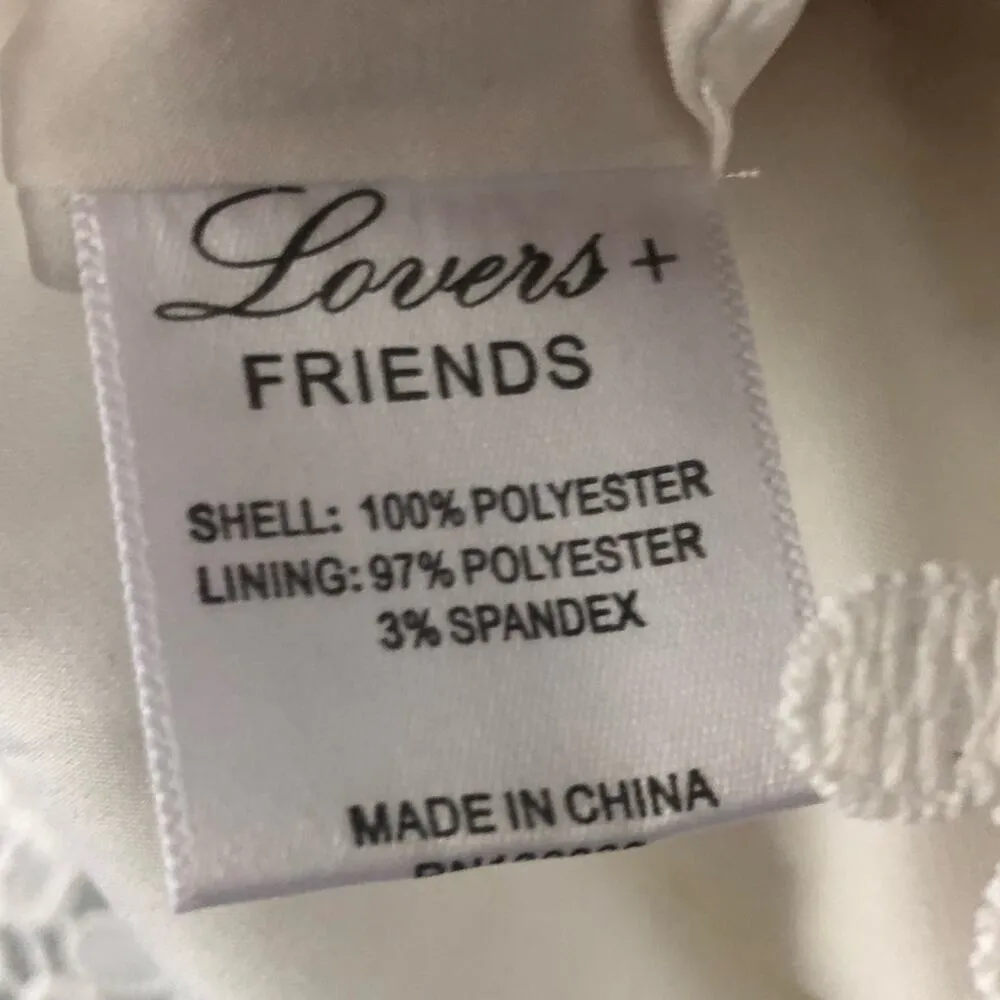 Lovers +
FRIENDS
SHELL: 100% POLYESTER
LINING: 97% POLYESTER
3% SPANDEX
MADE IN CHINA